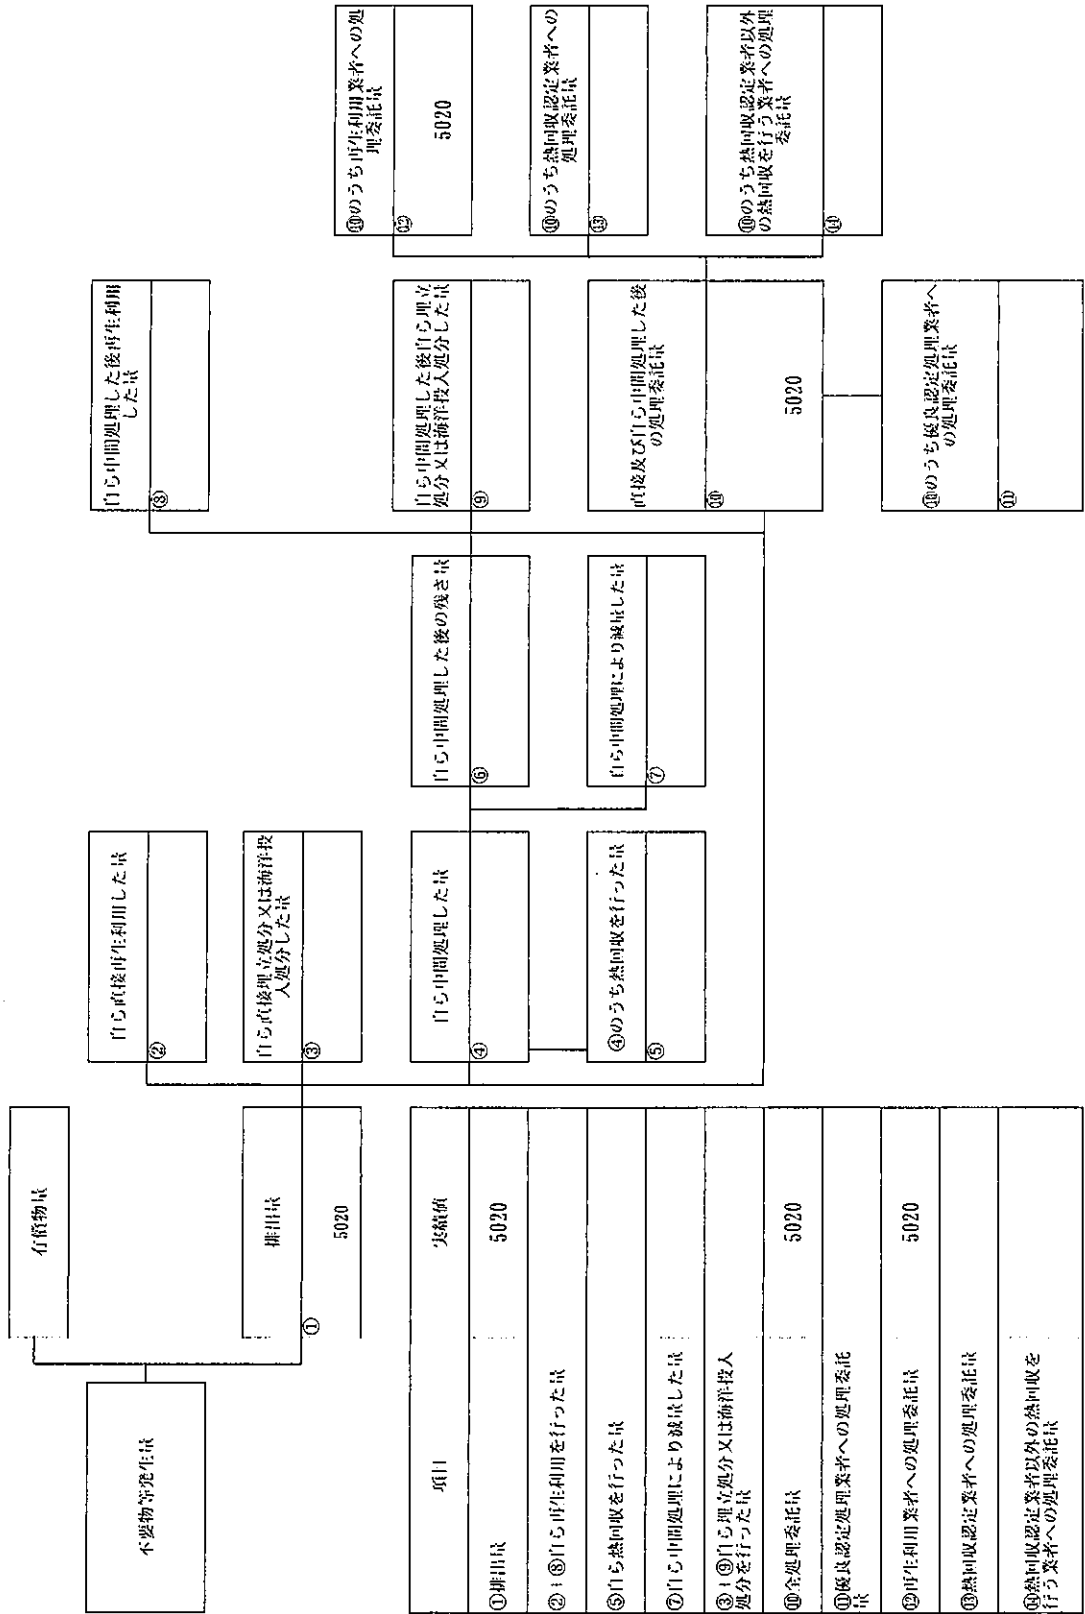 不要物等発生量
有償物量
排出量
①
5020
自ら直接再生利用した量
②
自ら直接埋立処分又は海洋投
入処分した量
③
自ら中間処理した量
④
④のうち熱回収を行った量
⑤
自ら中間処理した後の残さ量
⑥
自ら中間処理により減量した量
⑦
自ら中間処理した後再生利用
した量
⑧
自ら中間処理した後自ら埋立
処分又は海洋投入処分した量
⑨
直接及び自ら中間処理した後
の処理委託量
⑩
5020
⑩のうち優良認定処理業者へ
の処理委託量
⑪
⑩のうち再生利用業者への処
理委託量
⑫
5020
⑩のうち熱回収認定業者への
処理委託量
⑬
⑩のうち熱回収認定業者以外
の熱回収を行う業者への処理
委託量
⑭
項目 実績値
①排出量 5020
②+⑧自ら再生利用を行った量
⑤自ら熱回収を行った量
⑦自ら中間処理により減量した量
③+⑨自ら埋立処分又は海洋投入
処分を行った量
⑩全処理委託量 5020
⑪優良認定処理業者への処理委託
量
⑫再生利用業者への処理委託量 5020
⑬熱回収認定業者への処理委託量
⑭熱回収認定業者以外の熱回収を
行う業者への処理委託量